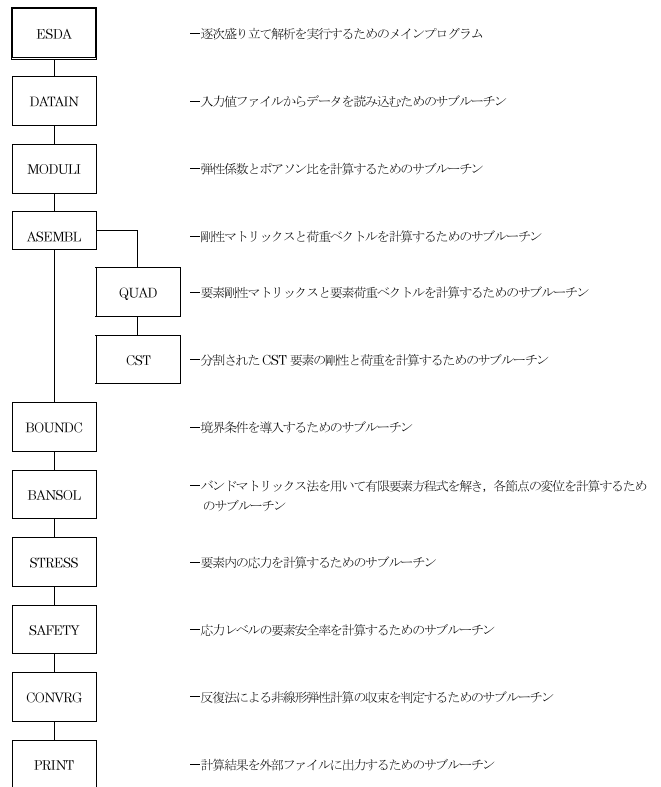 ESDA ―逐次盛り立て解析を実行するためのメインプログラム
DATAIN ―入力値ファイルからデータを読み込むためのサブルーチン
MODULI ―弾性係数とポアソン比を計算するためのサブルーチン
ASEMBL ―剛性マトリックスと荷重ベクトルを計算するためのサブルーチン
QUAD ―要素剛性マトリックスと要素荷重ベクトルを計算するためのサブルーチン
CST ―分割された CST 要素の剛性と荷重を計算するためのサブルーチン
BOUNDC ―境界条件を導入するためのサブルーチン
BANSOL ―バンドマトリックス法を用いて有限要素方程式を解き，各節点の変位を計算するため
のサブルーチン
STRESS ―要素内の応力を計算するためのサブルーチン
SAFETY ―応力レベルの要素安全率を計算するためのサブルーチン
CONVRG ―反復法による非線形弾性計算の収束を判定するためのサブルーチン
PRINT ―計算結果を外部ファイルに出力するためのサブルーチン